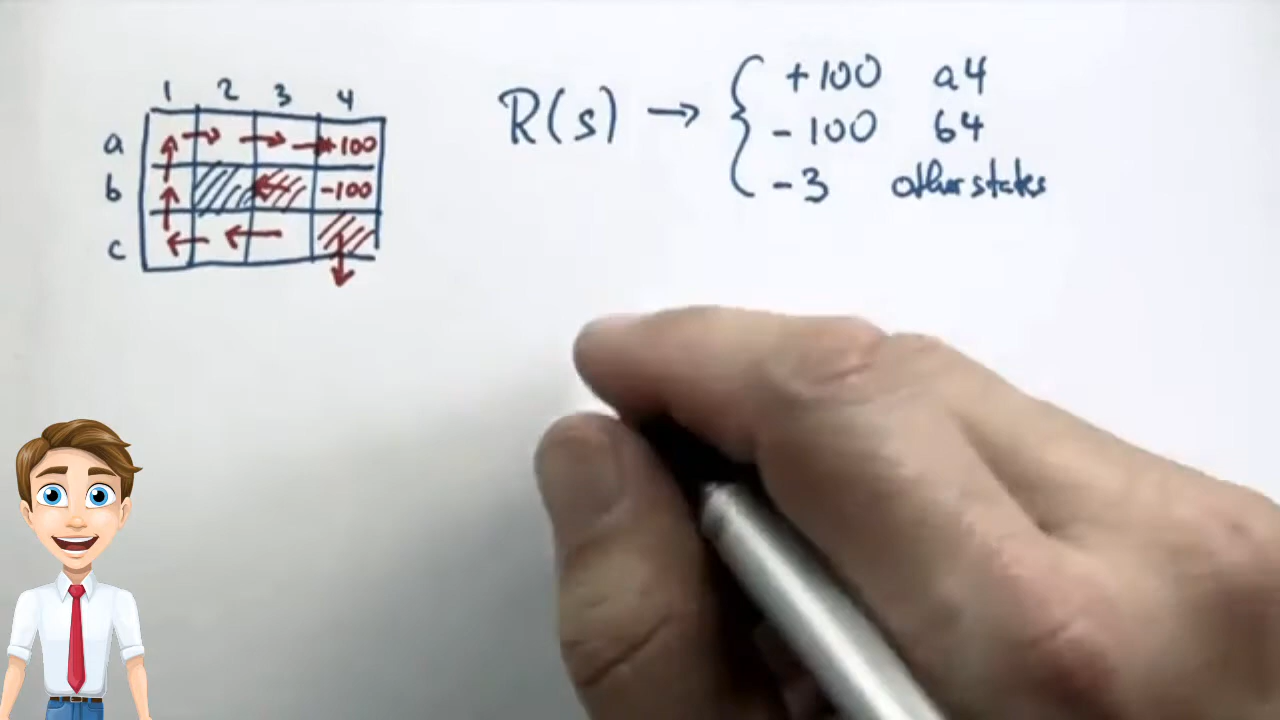 1 2 3 4
a +100
b -100
c
R(s) → { +100 a4
-100 b4
-3 other states